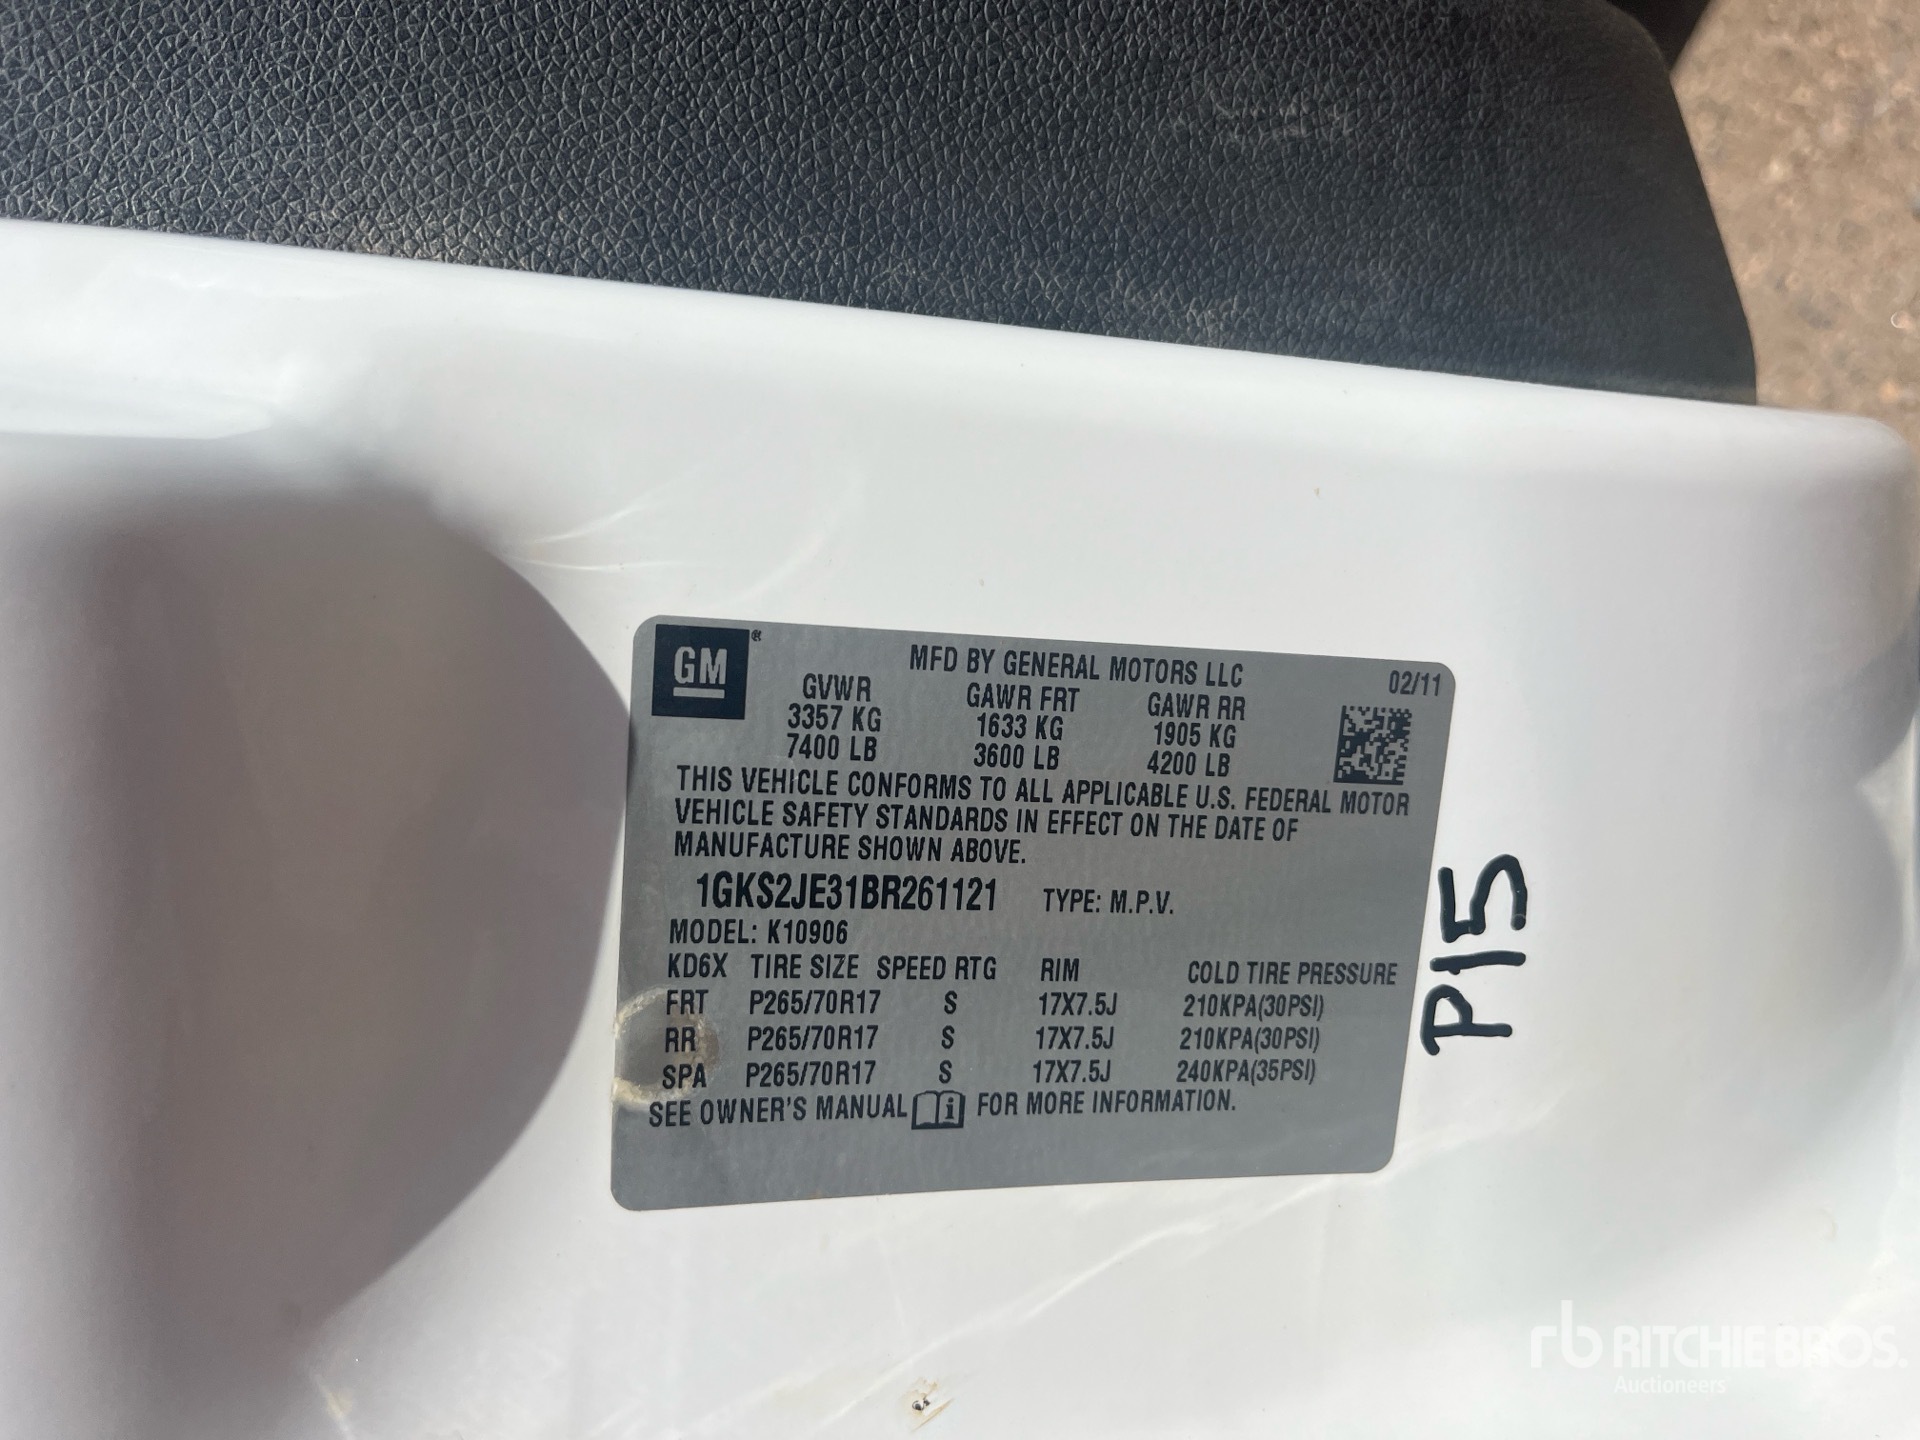 GM®
MFD BY GENERAL MOTORS LLC 02/11
GVWR GAWR FRT GAWR RR
3357 KG 1633 KG 1905 KG
7400 LB 3600 LB 4200 LB
THIS VEHICLE CONFORMS TO ALL APPLICABLE U.S. FEDERAL MOTOR
VEHICLE SAFETY STANDARDS IN EFFECT ON THE DATE OF
MANUFACTURE SHOWN ABOVE.
1GKS2JE31BR261121 TYPE: M.P.V.
MODEL: K10906
KD6X TIRE SIZE SPEED RTG RIM COLD TIRE PRESSURE
FRT P265/70R17 S 17X7.5J 210KPA(30PSI)
RR P265/70R17 S 17X7.5J 210KPA(30PSI)
SPA P265/70R17 S 17X7.5J 240KPA(35PSI)
SEE OWNER'S MANUAL i FOR MORE INFORMATION.
P15
rb RITCHIE BROS.
Auctioneers